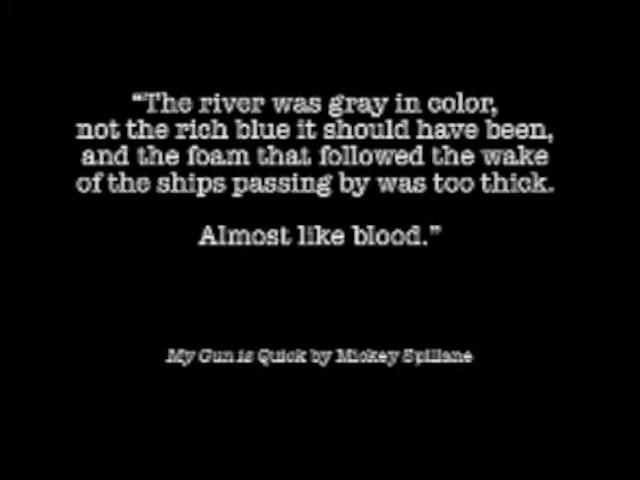 “The river was gray in color,
not the rich blue it should have been,
and the foam that followed the wake
of the ships passing by was too thick.
Almost like blood.”
My Gun is Quick by Mickey Spillane